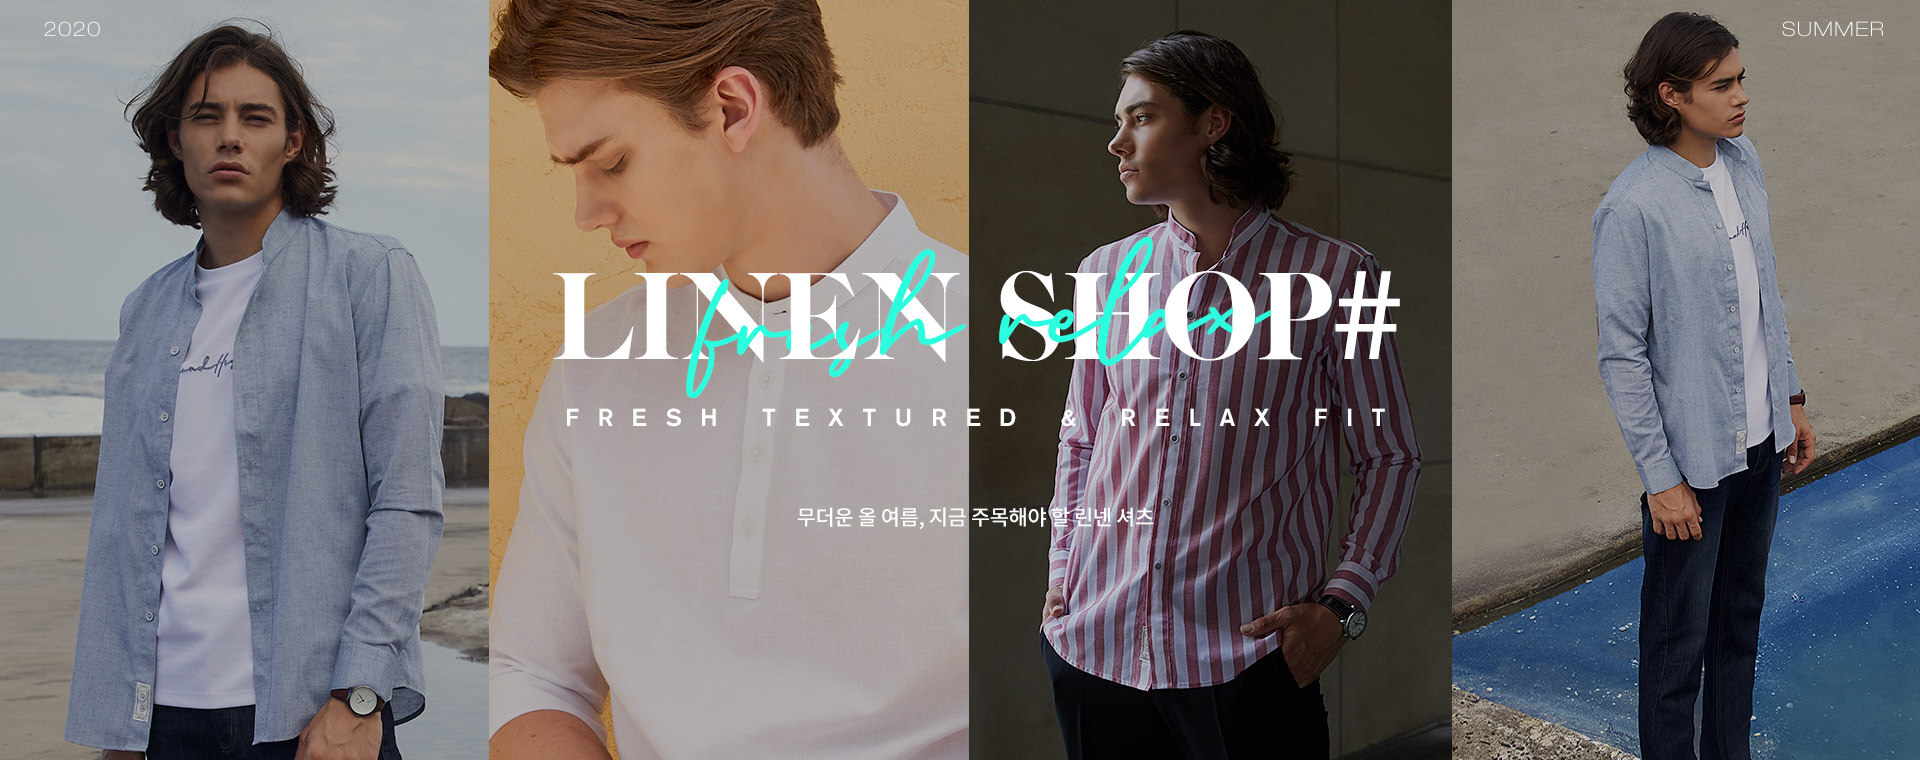 2020
SUMMER
LINEN SHOP#
fresh relax
FRESH TEXTURED & RELAX FIT
무더운 올 여름, 지금 주목해야 할 린넨 셔츠